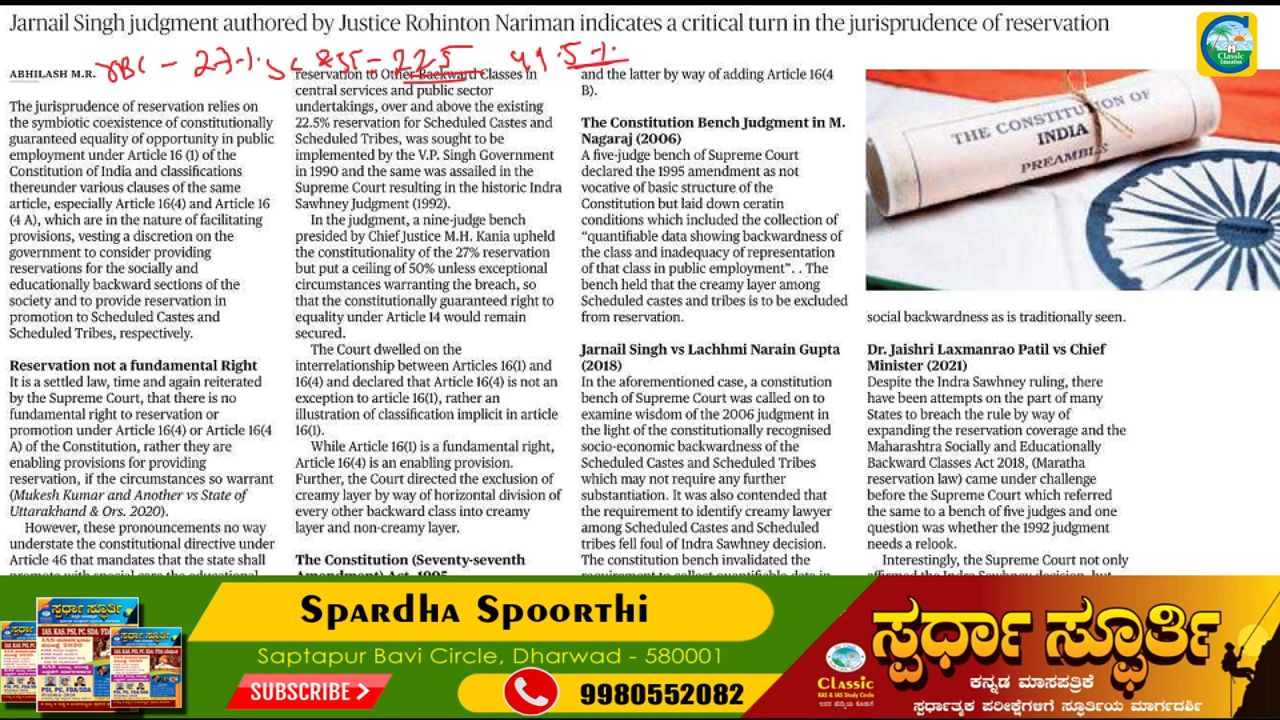 Jarnail Singh judgment authored by Justice Rohinton Nariman indicates a critical turn in the jurisprudence of reservation
OBC - 27% SC & ST - 22.5 49.5%
ABHILASH M.R.
The jurisprudence of reservation relies on
the symbiotic coexistence of constitutionally
guaranteed equality of opportunity in public
employment under Article 16 (1) of the
Constitution of India and classifications
thereunder various clauses of the same
article, especially Article 16(4) and Article 16
(4 A), which are in the nature of facilitating
provisions, vesting a discretion on the
government to consider providing
reservations for the socially and
educationally backward sections of the
society and to provide reservation in
promotion to Scheduled Castes and
Scheduled Tribes, respectively.
Reservation not a fundamental Right
It is a settled law, time and again reiterated
by the Supreme Court, that there is no
fundamental right to reservation or
promotion under Article 16(4) or Article 16(4
A) of the Constitution, rather they are
enabling provisions for providing
reservation, if the circumstances so warrant
(Mukesh Kumar and Another vs State of
Uttarakhand & Ors. 2020).
However, these pronouncements no way
understate the constitutional directive under
Article 46 that mandates that the state shall
promote with special care the educational
reservation to Other Backward Classes in
central services and public sector
undertakings, over and above the existing
22.5% reservation for Scheduled Castes and
Scheduled Tribes, was sought to be
implemented by the V.P. Singh Government
in 1990 and the same was assailed in the
Supreme Court resulting in the historic Indra
Sawhney Judgment (1992).
In the judgment, a nine-judge bench
presided by Chief Justice M.H. Kania upheld
the constitutionality of the 27% reservation
but put a ceiling of 50% unless exceptional
circumstances warranting the breach, so
that the constitutionally guaranteed right to
equality under Article 14 would remain
secured.
The Court dwelled on the
interrelationship between Articles 16(1) and
16(4) and declared that Article 16(4) is not an
exception to article 16(1), rather an
illustration of classification implicit in article
16(1).
While Article 16(1) is a fundamental right,
Article 16(4) is an enabling provision.
Further, the Court directed the exclusion of
creamy layer by way of horizontal division of
every other backward class into creamy
layer and non-creamy layer.
The Constitution (Seventy-seventh
Amendment) Act, 1995
and the latter by way of adding Article 16(4
B).
The Constitution Bench Judgment in M.
Nagaraj (2006)
A five-judge bench of Supreme Court
declared the 1995 amendment as not
vocative of basic structure of the
Constitution but laid down ceratin
conditions which included the collection of
“quantifiable data showing backwardness of
the class and inadequacy of representation
of that class in public employment”. . The
bench held that the creamy layer among
Scheduled castes and tribes is to be excluded
from reservation.
Jarnail Singh vs Lachhmi Narain Gupta
(2018)
In the aforementioned case, a constitution
bench of Supreme Court was called on to
examine wisdom of the 2006 judgment in
the light of the constitutionally recognised
socio-economic backwardness of the
Scheduled Castes and Scheduled Tribes
which may not require any further
substantiation. It was also contended that
the requirement to identify creamy lawyer
among Scheduled Castes and Scheduled
tribes fell foul of Indra Sawhney decision.
The constitution bench invalidated the
requirement to collect quantifiable data in
THE CONSTITUTION OF
INDIA
PREAMBLE
social backwardness as is traditionally seen.
Dr. Jaishri Laxmanrao Patil vs Chief
Minister (2021)
Despite the Indra Sawhney ruling, there
have been attempts on the part of many
States to breach the rule by way of
expanding the reservation coverage and the
Maharashtra Socially and Educationally
Backward Classes Act 2018, (Maratha
reservation law) came under challenge
before the Supreme Court which referred
the same to a bench of five judges and one
question was whether the 1992 judgment
needs a relook.
Interestingly, the Supreme Court not only
affirmed the Indra Sawhney decision, but
Classic
Education
Spardha Spoorthi
Saptapur Bavi Circle, Dharwad - 580001
SUBSCRIBE
9980552082
Classic
KAS & IAS Study Circle
ಸ್ಪರ್ಧಾ ಸ್ಫೂರ್ತಿ
ಕನ್ನಡ ಮಾಸಪತ್ರಿಕೆ
ಸ್ಪರ್ಧಾತ್ಮಕ ಪರೀಕ್ಷೆಗಳಿಗೆ ಸ್ಫೂರ್ತಿಯ ಮಾರ್ಗದರ್ಶಿ